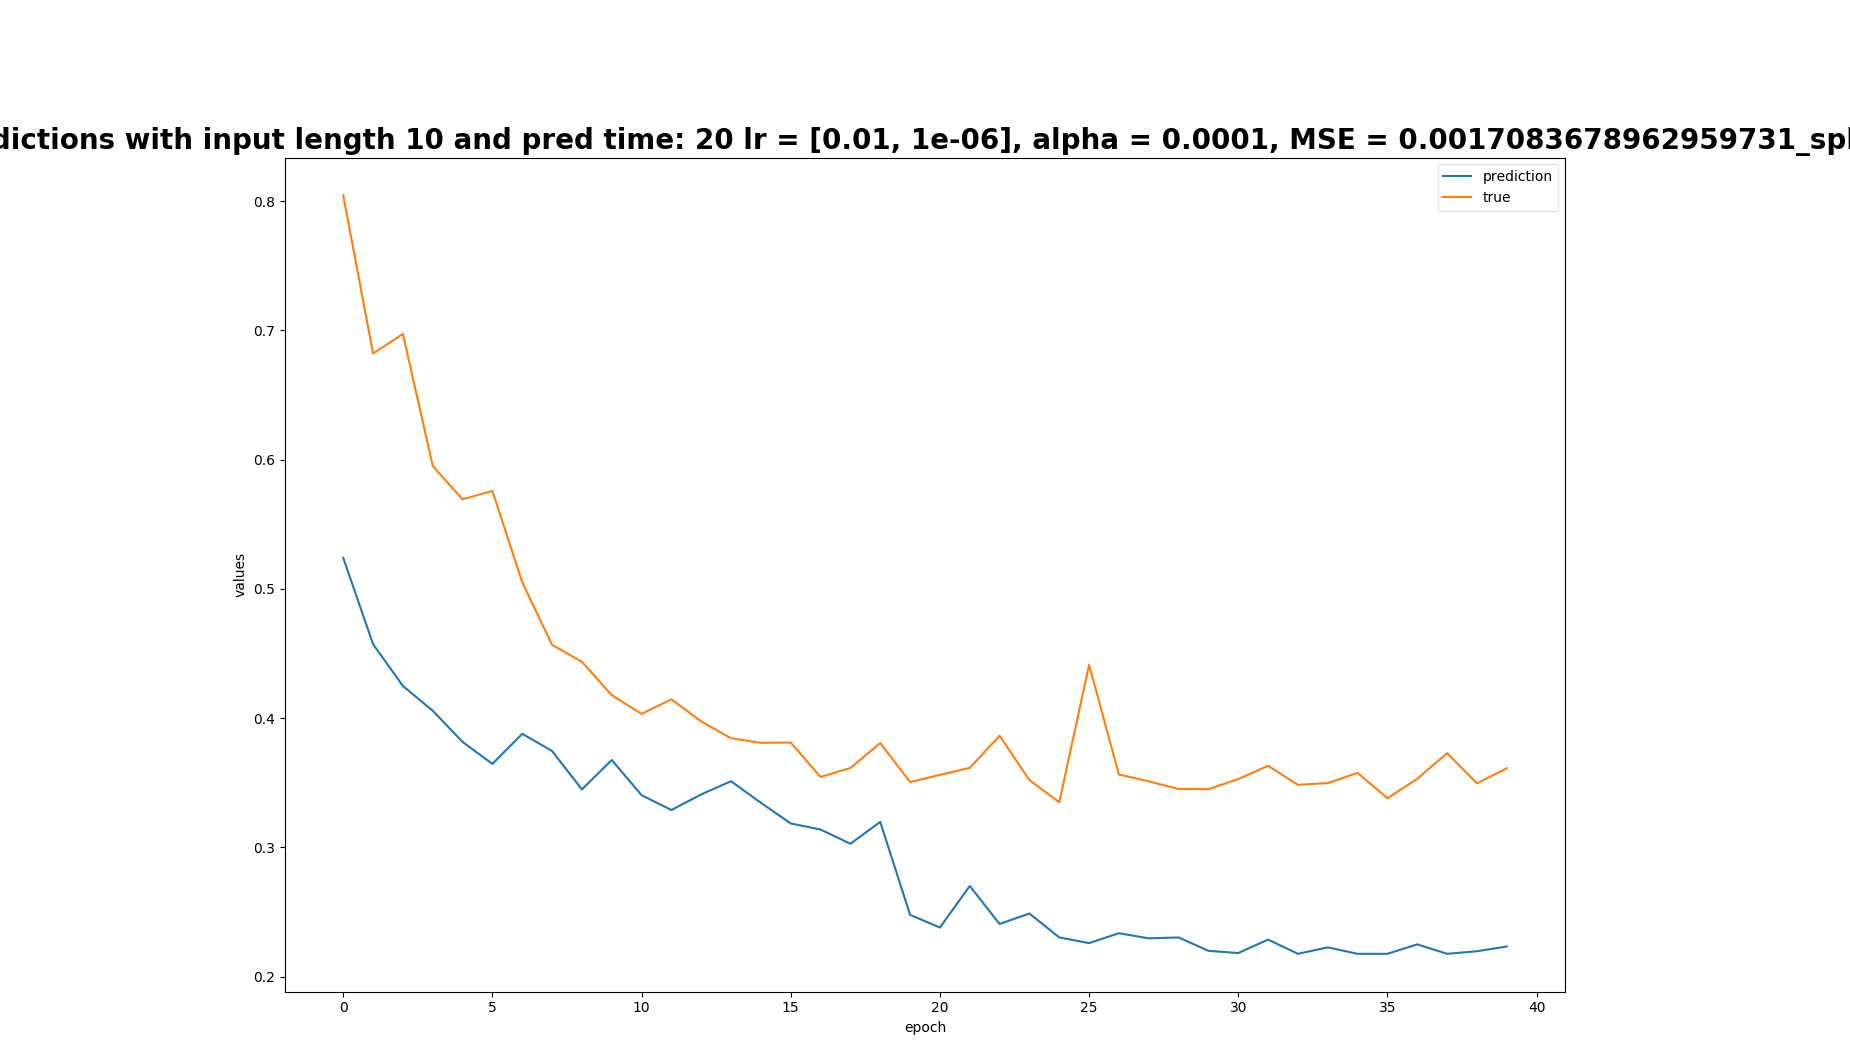 dictions with input length 10 and pred time: 20 lr = [0.01, 1e-06], alpha = 0.0001, MSE = 0.0017083678962959731_spl
prediction
true
0.8
0.7
0.6
0.5
0.4
0.3
0.2
values
0 5 10 15 20 25 30 35 40
epoch